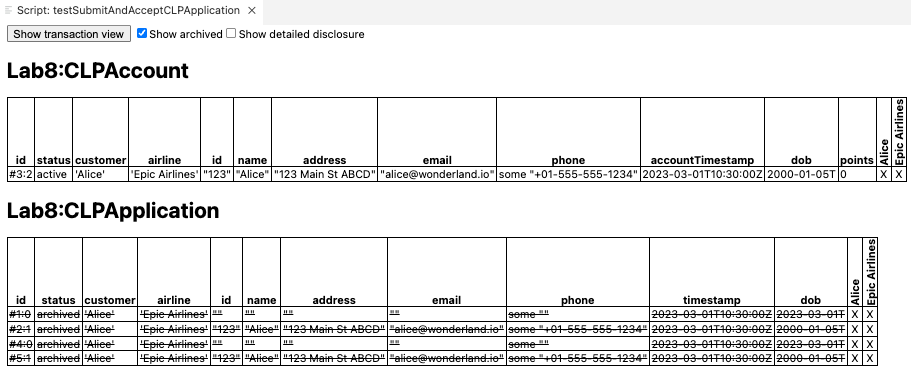 Script: testSubmitAndAcceptCLPApplication
Show transaction view Show archived Show detailed disclosure
Lab8:CLPAccount
id status customer airline id name address email phone accountTimestamp dob points Alice Epic Airlines
#3:2 active 'Alice' 'Epic Airlines' "123" "Alice" "123 Main St ABCD" "alice@wonderland.io" some "+01-555-555-1234" 2023-03-01T10:30:00Z 2000-01-05T 0 X X
Lab8:CLPApplication
id status customer airline id name address email phone timestamp dob Alice Epic Airlines
#1:0 archived 'Alice' 'Epic Airlines' "" "" "" "" some "" 2023-03-01T10:30:00Z 2023-03-01T X X
#2:1 archived 'Alice' 'Epic Airlines' "123" "Alice" "123 Main St ABCD" "alice@wonderland.io" some "+01-555-555-1234" 2023-03-01T10:30:00Z 2000-01-05T X X
#4:0 archived 'Alice' 'Epic Airlines' "" "" "" "" some "" 2023-03-01T10:30:00Z 2023-03-01T X X
#5:1 archived 'Alice' 'Epic Airlines' "123" "Alice" "123 Main St ABCD" "alice@wonderland.io" some "+01-555-555-1234" 2023-03-01T10:30:00Z 2000-01-05T X X